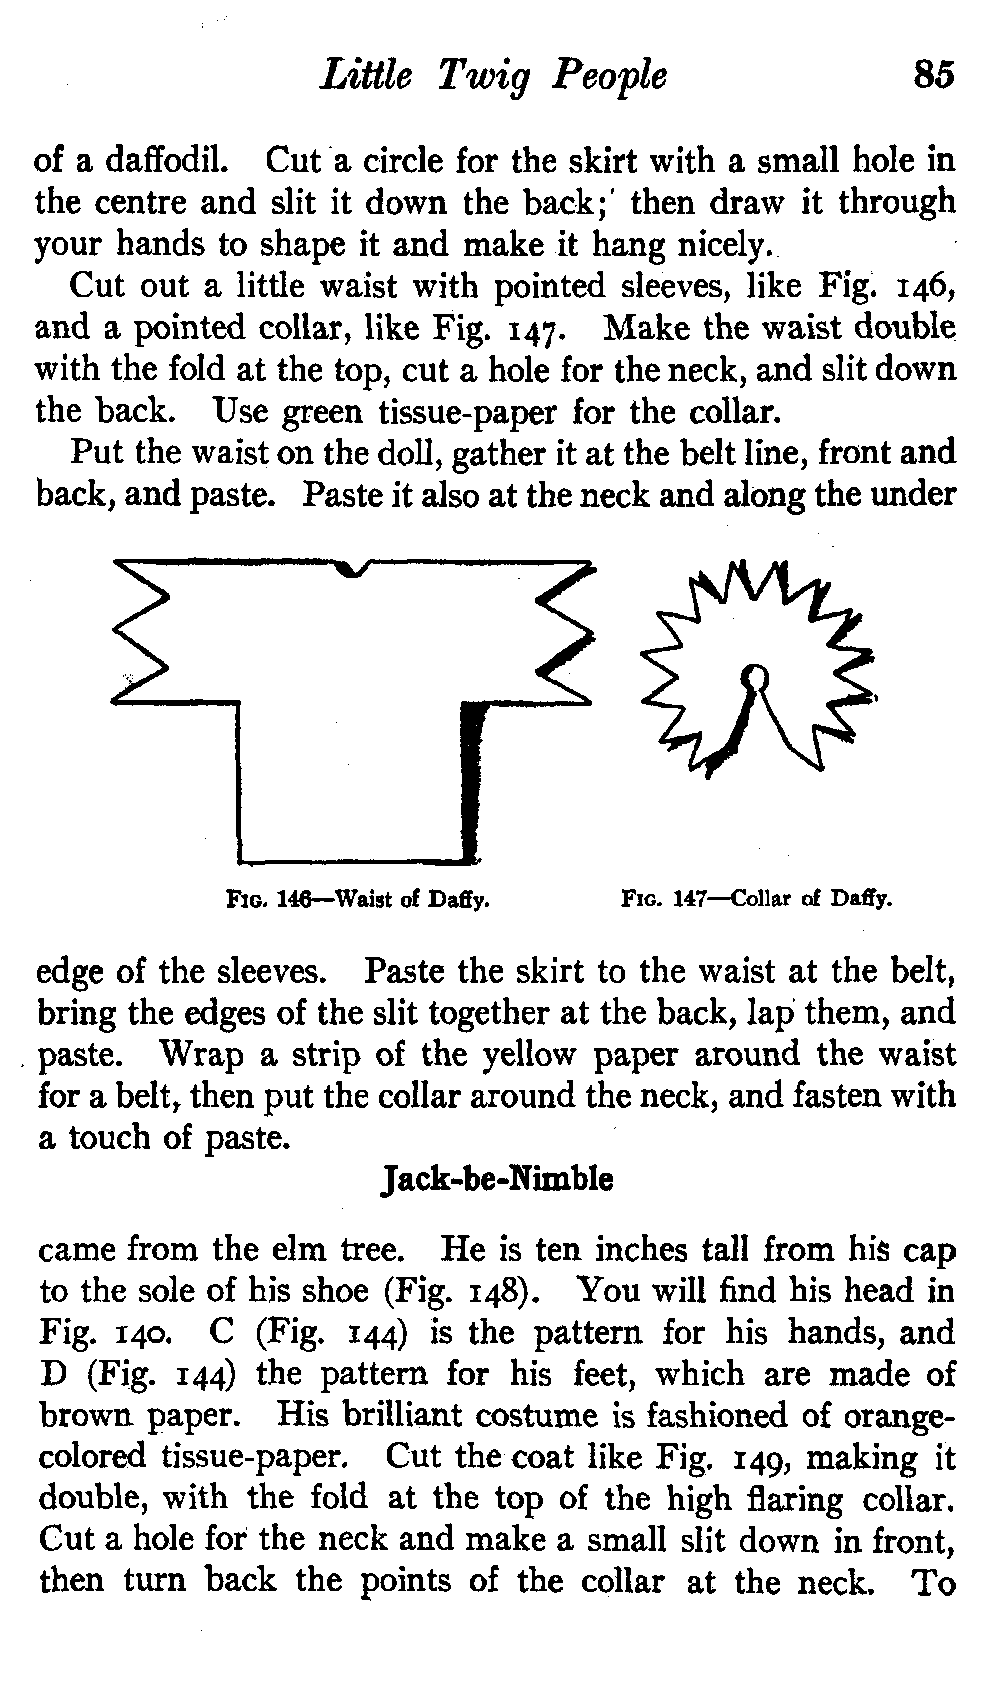 Little Twig People 85
of a daffodil. Cut a circle for the skirt with a small hole in
the centre and slit it down the back; then draw it through
your hands to shape it and make it hang nicely.
Cut out a little waist with pointed sleeves, like Fig. 146,
and a pointed collar, like Fig. 147. Make the waist double
with the fold at the top, cut a hole for the neck, and slit down
the back. Use green tissue-paper for the collar.
Put the waist on the doll, gather it at the belt line, front and
back, and paste. Paste it also at the neck and along the under
FIG. 146—Waist of Daffy. FIG. 147—Collar of Daffy.
edge of the sleeves. Paste the skirt to the waist at the belt,
bring the edges of the slit together at the back, lap them, and
paste. Wrap a strip of the yellow paper around the waist
for a belt, then put the collar around the neck, and fasten with
a touch of paste.
Jack-be-Nimble
came from the elm tree. He is ten inches tall from his cap
to the sole of his shoe (Fig. 148). You will find his head in
Fig. 140. C (Fig. 144) is the pattern for his hands, and
D (Fig. 144) the pattern for his feet, which are made of
brown paper. His brilliant costume is fashioned of orange-
colored tissue-paper. Cut the coat like Fig. 149, making it
double, with the fold at the top of the high flaring collar.
Cut a hole for the neck and make a small slit down in front,
then turn back the points of the collar at the neck. To